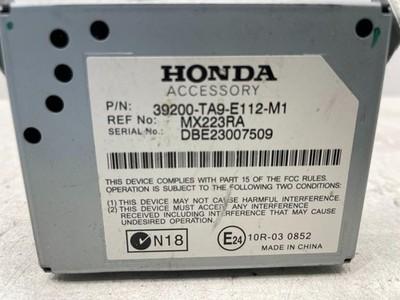 HONDA
ACCESSORY
P/N: 39200-TA9-E112-M1
REF No: MX223RA
SERIAL No.: DBE23007509
THIS DEVICE COMPLIES WITH PART 15 OF THE FCC RULES.
OPERATION IS SUBJECT TO THE FOLLOWING TWO CONDITIONS:
(1) THIS DEVICE MAY NOT CAUSE HARMFUL INTERFERENCE.
(2) THIS DEVICE MUST ACCEPT ANY INTERFERENCE
RECEIVED INCLUDING INTERFERENCE THAT MAY CAUSE
UNDESIRED OPERATION.
N18 E24 10R-03 0852
MADE IN CHINA